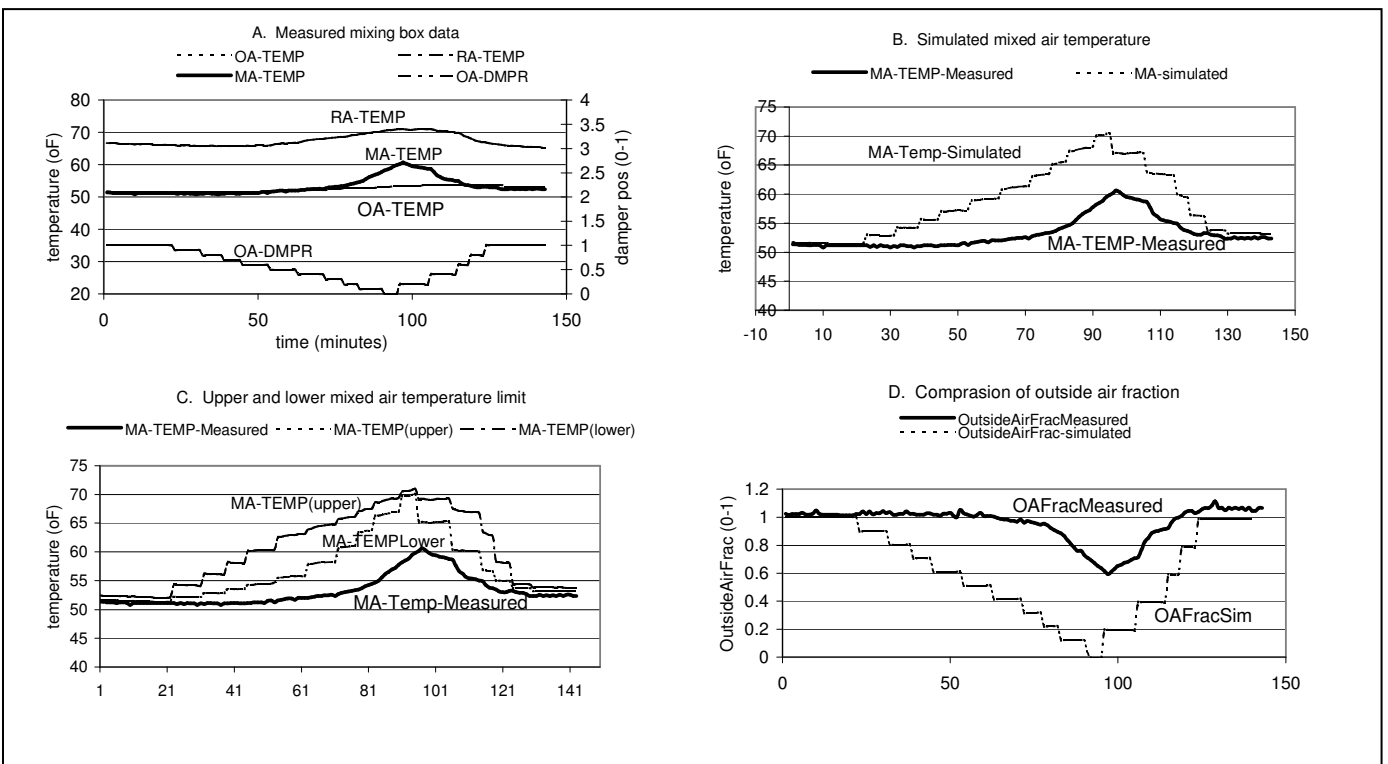 A. Measured mixing box data
OA-TEMP RA-TEMP
MA-TEMP OA-DMPR
80 4
70 3.5
60 3
50 2.5
40 2
30 1.5
20 1
0.5
0
RA-TEMP
MA-TEMP
OA-TEMP
OA-DMPR
temperature (oF)
damper pos (0-1)
0 50 100 150
time (minutes)
B. Simulated mixed air temperature
MA-TEMP-Measured MA-simulated
75
70
65
60
55
50
45
40
MA-Temp-Simulated
MA-TEMP-Measured
temperature (oF)
-10 10 30 50 70 90 110 130 150
C. Upper and lower mixed air temperature limit
MA-TEMP-Measured MA-TEMP(upper) MA-TEMP(lower)
75
70
65
60
55
50
45
40
MA-TEMP(upper)
MA-TEMPLower
MA-Temp-Measured
temperature (oF)
1 21 41 61 81 101 121 141
D. Comprasion of outside air fraction
OutsideAirFracMeasured
OutsideAirFrac-simulated
1.2
1
0.8
0.6
0.4
0.2
0
OAFracMeasured
OAFracSim
OutsideAirFrac (0-1)
0 50 100 150